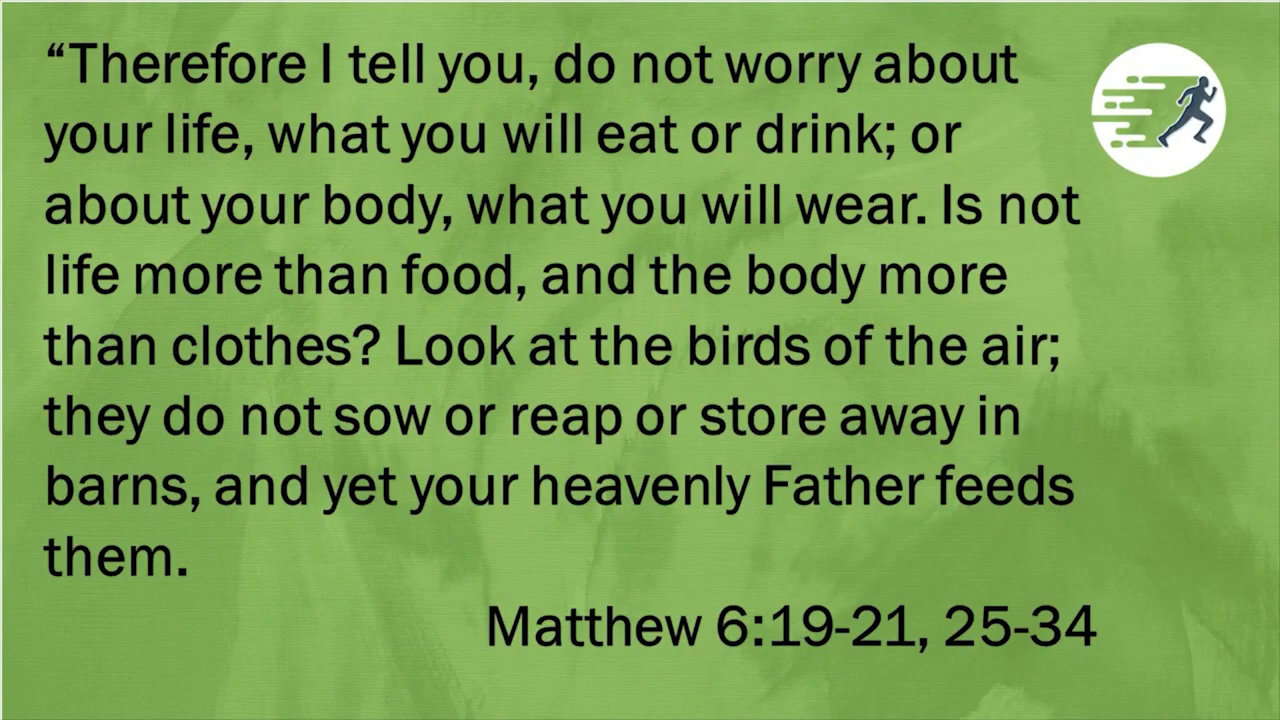 “Therefore I tell you, do not worry about
your life, what you will eat or drink; or
about your body, what you will wear. Is not
life more than food, and the body more
than clothes? Look at the birds of the air;
they do not sow or reap or store away in
barns, and yet your heavenly Father feeds
them.
Matthew 6:19-21, 25-34